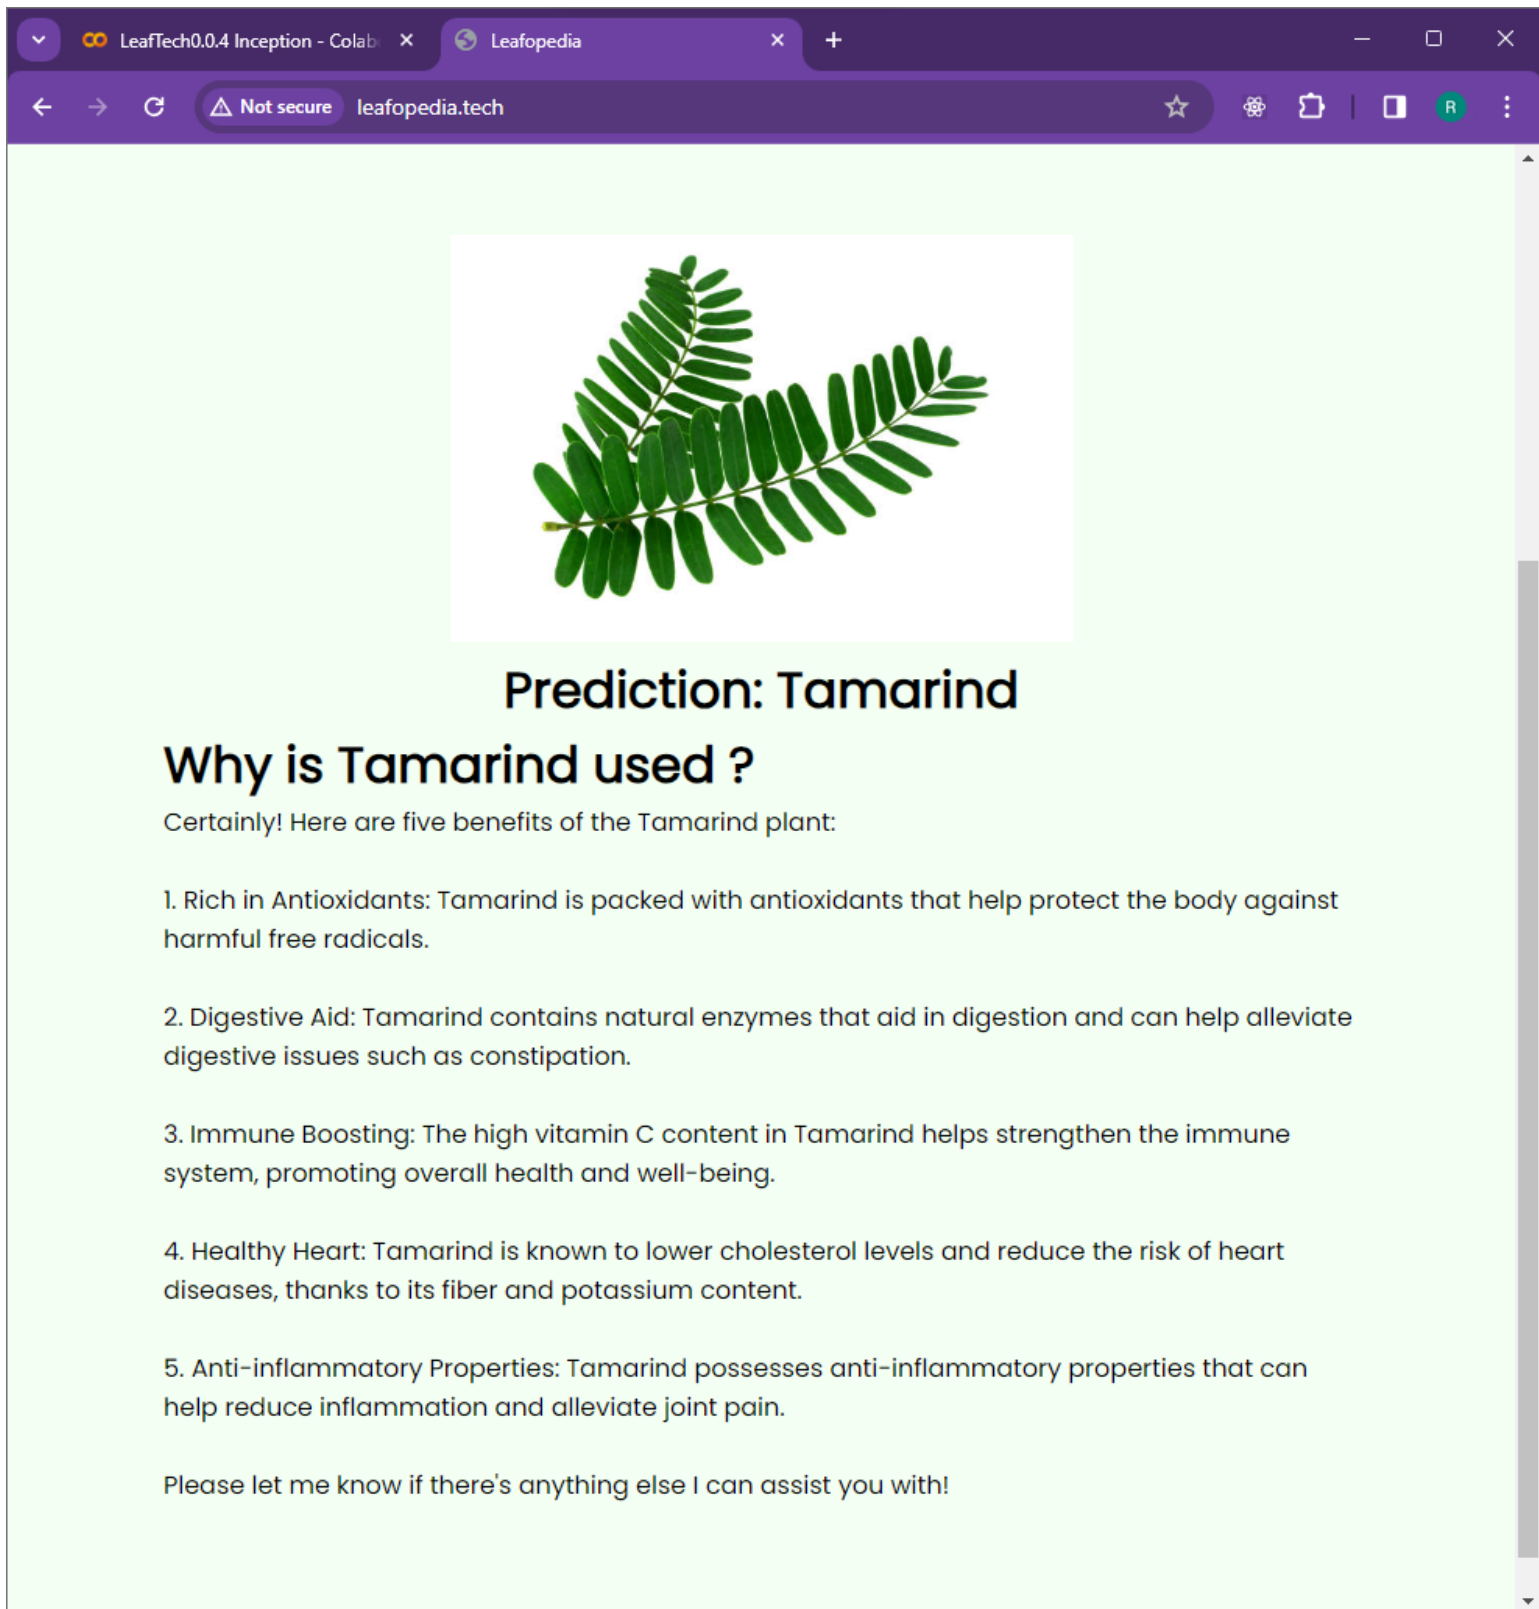 LeafTech0.0.4 Inception - Colab
Leafopedia
Not secure
leafopedia.tech
R
Prediction: Tamarind
Why is Tamarind used ?
Certainly! Here are five benefits of the Tamarind plant:
1. Rich in Antioxidants: Tamarind is packed with antioxidants that help protect the body against
harmful free radicals.
2. Digestive Aid: Tamarind contains natural enzymes that aid in digestion and can help alleviate
digestive issues such as constipation.
3. Immune Boosting: The high vitamin C content in Tamarind helps strengthen the immune
system, promoting overall health and well-being.
4. Healthy Heart: Tamarind is known to lower cholesterol levels and reduce the risk of heart
diseases, thanks to its fiber and potassium content.
5. Anti-inflammatory Properties: Tamarind possesses anti-inflammatory properties that can
help reduce inflammation and alleviate joint pain.
Please let me know if there's anything else I can assist you with!